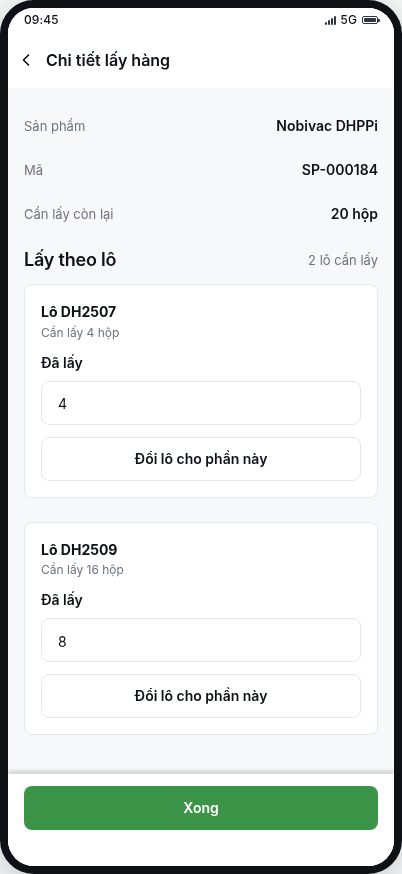 09:45 5G
Chi tiết lấy hàng
Sản phẩm Nobivac DHPPi
Mã SP-000184
Cần lấy còn lại 20 hộp
Lấy theo lô 2 lô cần lấy
Lô DH2507
Cần lấy 4 hộp
Đã lấy
4
Đổi lô cho phần này
Lô DH2509
Cần lấy 16 hộp
Đã lấy
8
Đổi lô cho phần này
Xong